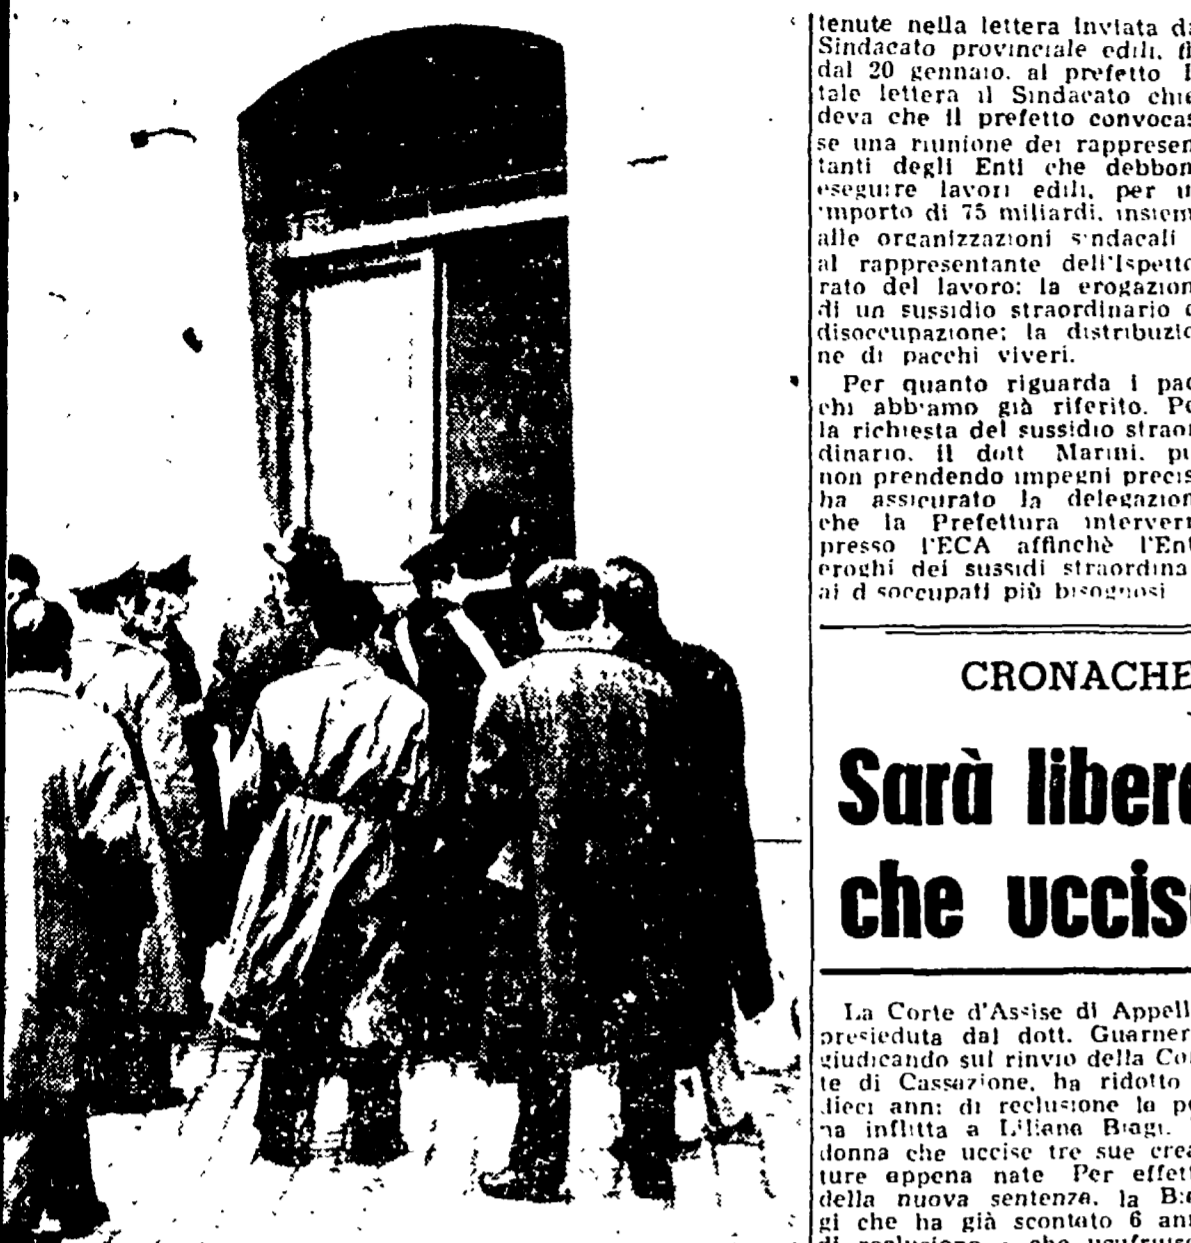 tenute nella lettera inviata da
Sindacato provinciale edili, fi
dal 20 gennaio. al prefetto I
tale lettera il Sindacato chie
deva che il prefetto convocas
se una riunione dei rappresen
tanti degli Enti che debbon
eseguire lavori edili, per u
importo di 75 miliardi. insiem
alle organizzazioni sindacali
al rappresentante dell'Ispetto
rato del lavoro: la erogazion
di un sussidio straordinario d
disoccupazione: la distribuzio
ne di pacchi viveri.
Per quanto riguarda i pac
chi abbiamo già riferito. Pe
la richiesta del sussidio straor
dinario. il dott Marini. pu
non prendendo impegni precis
ha assicurato la delegazion
che la Prefettura interverr
presso l'ECA affinchè l'Ent
eroghi dei sussidi straordina
ai d soccupati più bisognosi
CRONACHE
Sarà libera
che uccise
La Corte d'Assise di Appell
presieduta dal dott. Guarner
giudicando sul rinvio della Co
te di Cassazione, ha ridotto
dieci anni di reclusione la pe
na inflitta a Liliana Biagi.
donna che uccise tre sue crea
ture appena nate Per effett
della nuova sentenza. la Bia
gi che ha già scontato 6 ann
di reclusione